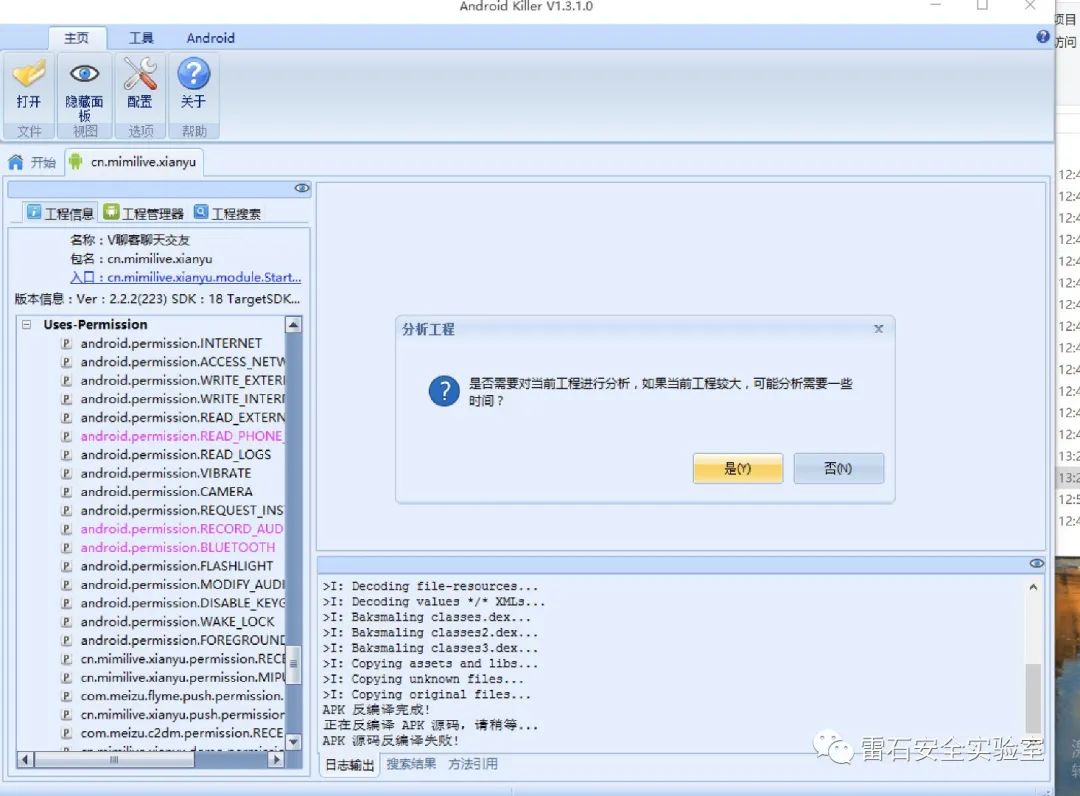 Android Killer V1.3.1.0
主页 工具 Android
打开 隐藏面板 配置 关于
文件 视图 选项 帮助
开始 cn.mimilive.xianyu
工程信息 工程管理器 工程搜索
名称：V聊客聊天交友
包名：cn.mimilive.xianyu
入口：cn.mimilive.xianyu.module.Start...
版本信息：Ver：2.2.2(223) SDK：18 TargetSDK...
Uses-Permission
android.permission.INTERNET
android.permission.ACCESS_NETW
android.permission.WRITE_EXTERI
android.permission.WRITE_INTERI
android.permission.READ_EXTERN
android.permission.READ_PHONE_
android.permission.READ_LOGS
android.permission.VIBRATE
android.permission.CAMERA
android.permission.REQUEST_INS
android.permission.RECORD_AUD
android.permission.BLUETOOTH
android.permission.FLASHLIGHT
android.permission.MODIFY_AUDI
android.permission.DISABLE_KEYG
android.permission.WAKE_LOCK
android.permission.FOREGROUND
cn.mimilive.xianyu.permission.RECE
cn.mimilive.xianyu.permission.MIPU
com.meizu.flyme.push.permission.
cn.mimilive.xianyu.push.permission
com.meizu.c2dm.permission.RECE
分析工程
是否需要对当前工程进行分析，如果当前工程较大，可能分析需要一些
时间？
是(Y) 否(N)
>I: Decoding file-resources...
>I: Decoding values */* XMLs...
>I: Baksmaling classes.dex...
>I: Baksmaling classes2.dex...
>I: Baksmaling classes3.dex...
>I: Copying assets and libs...
>I: Copying unknown files...
>I: Copying original files...
APK 反编译完成!
正在反编译 APK 源码，请稍等...
APK 源码反编译失败!
日志输出 搜索结果 方法引用
雷石安全实验室
项目
访问
12:4
12:4
12:4
12:4
12:4
12:4
12:4
12:4
12:4
12:4
12:4
12:4
12:4
13:2
13:2
12:5
12:4